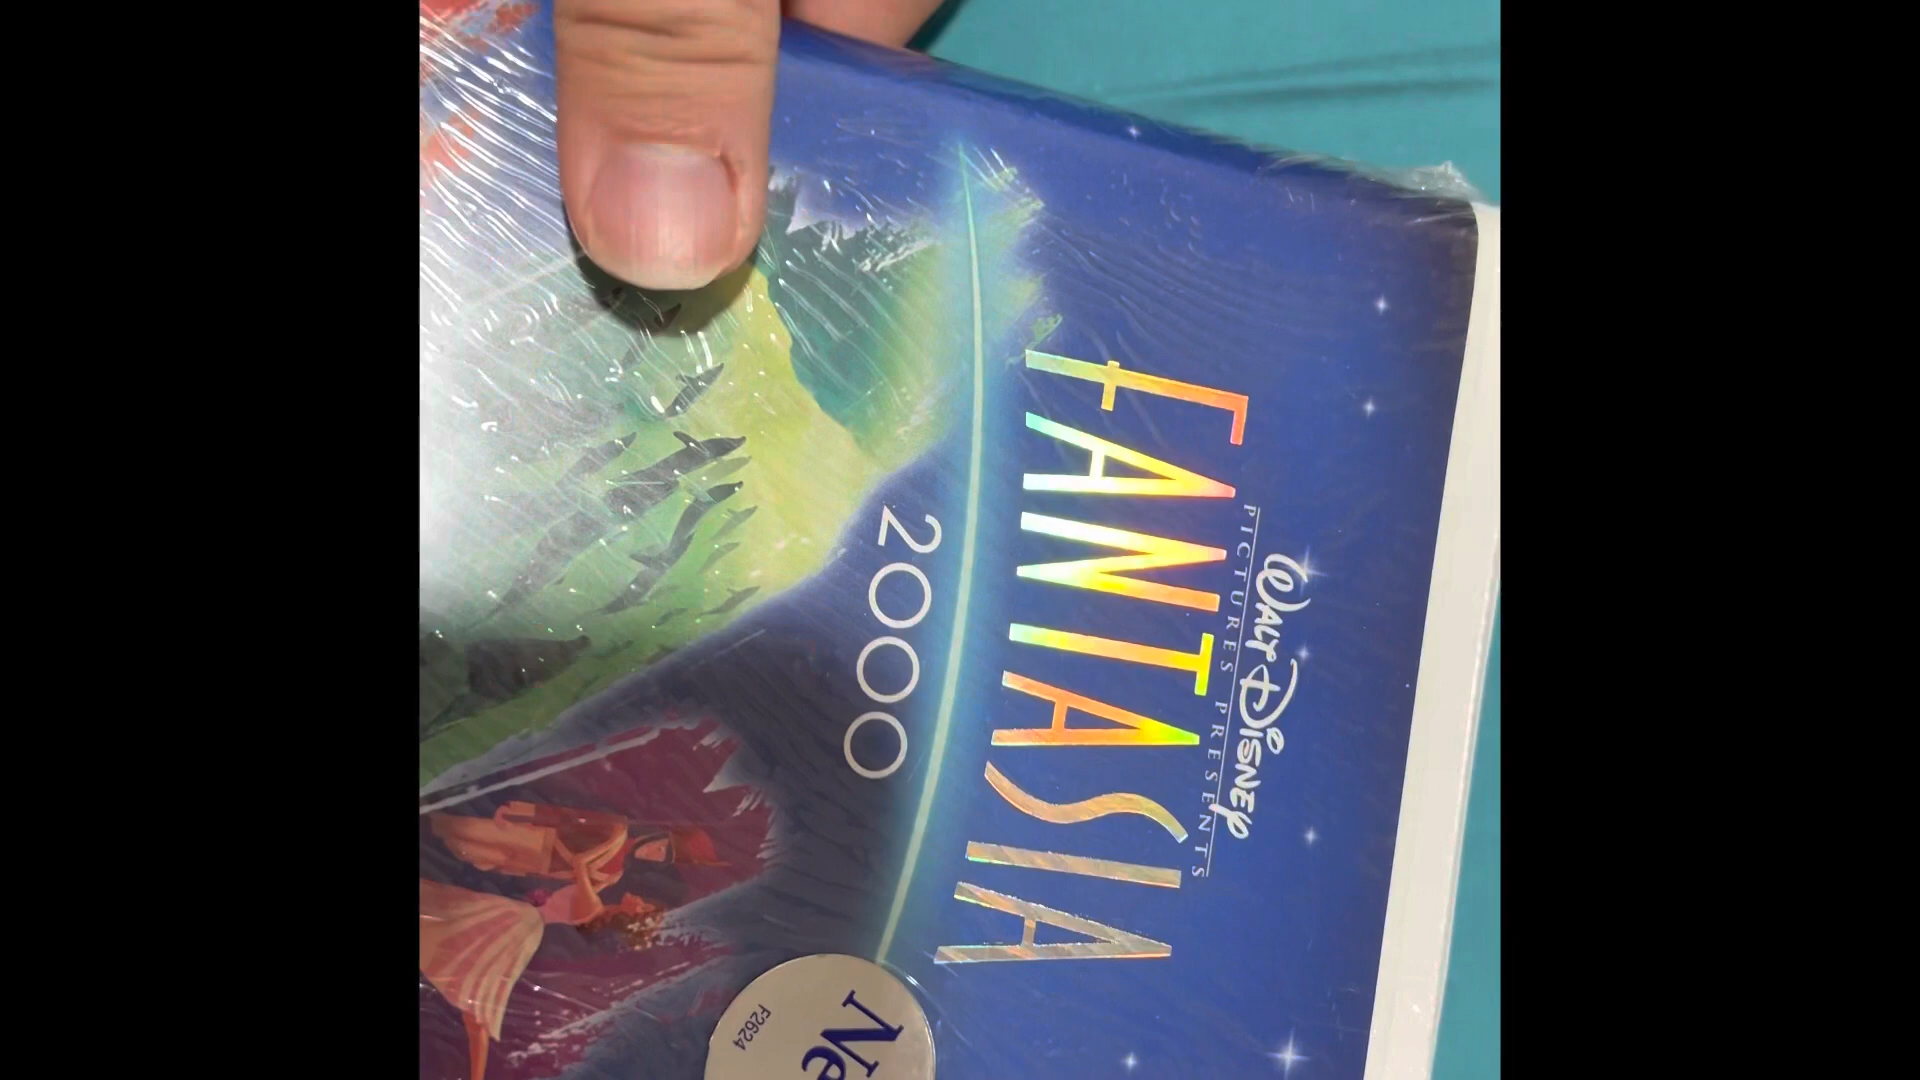 WALT DISNEY
PICTURES PRESENTS
FANTASIA
2000
Ne
F2624